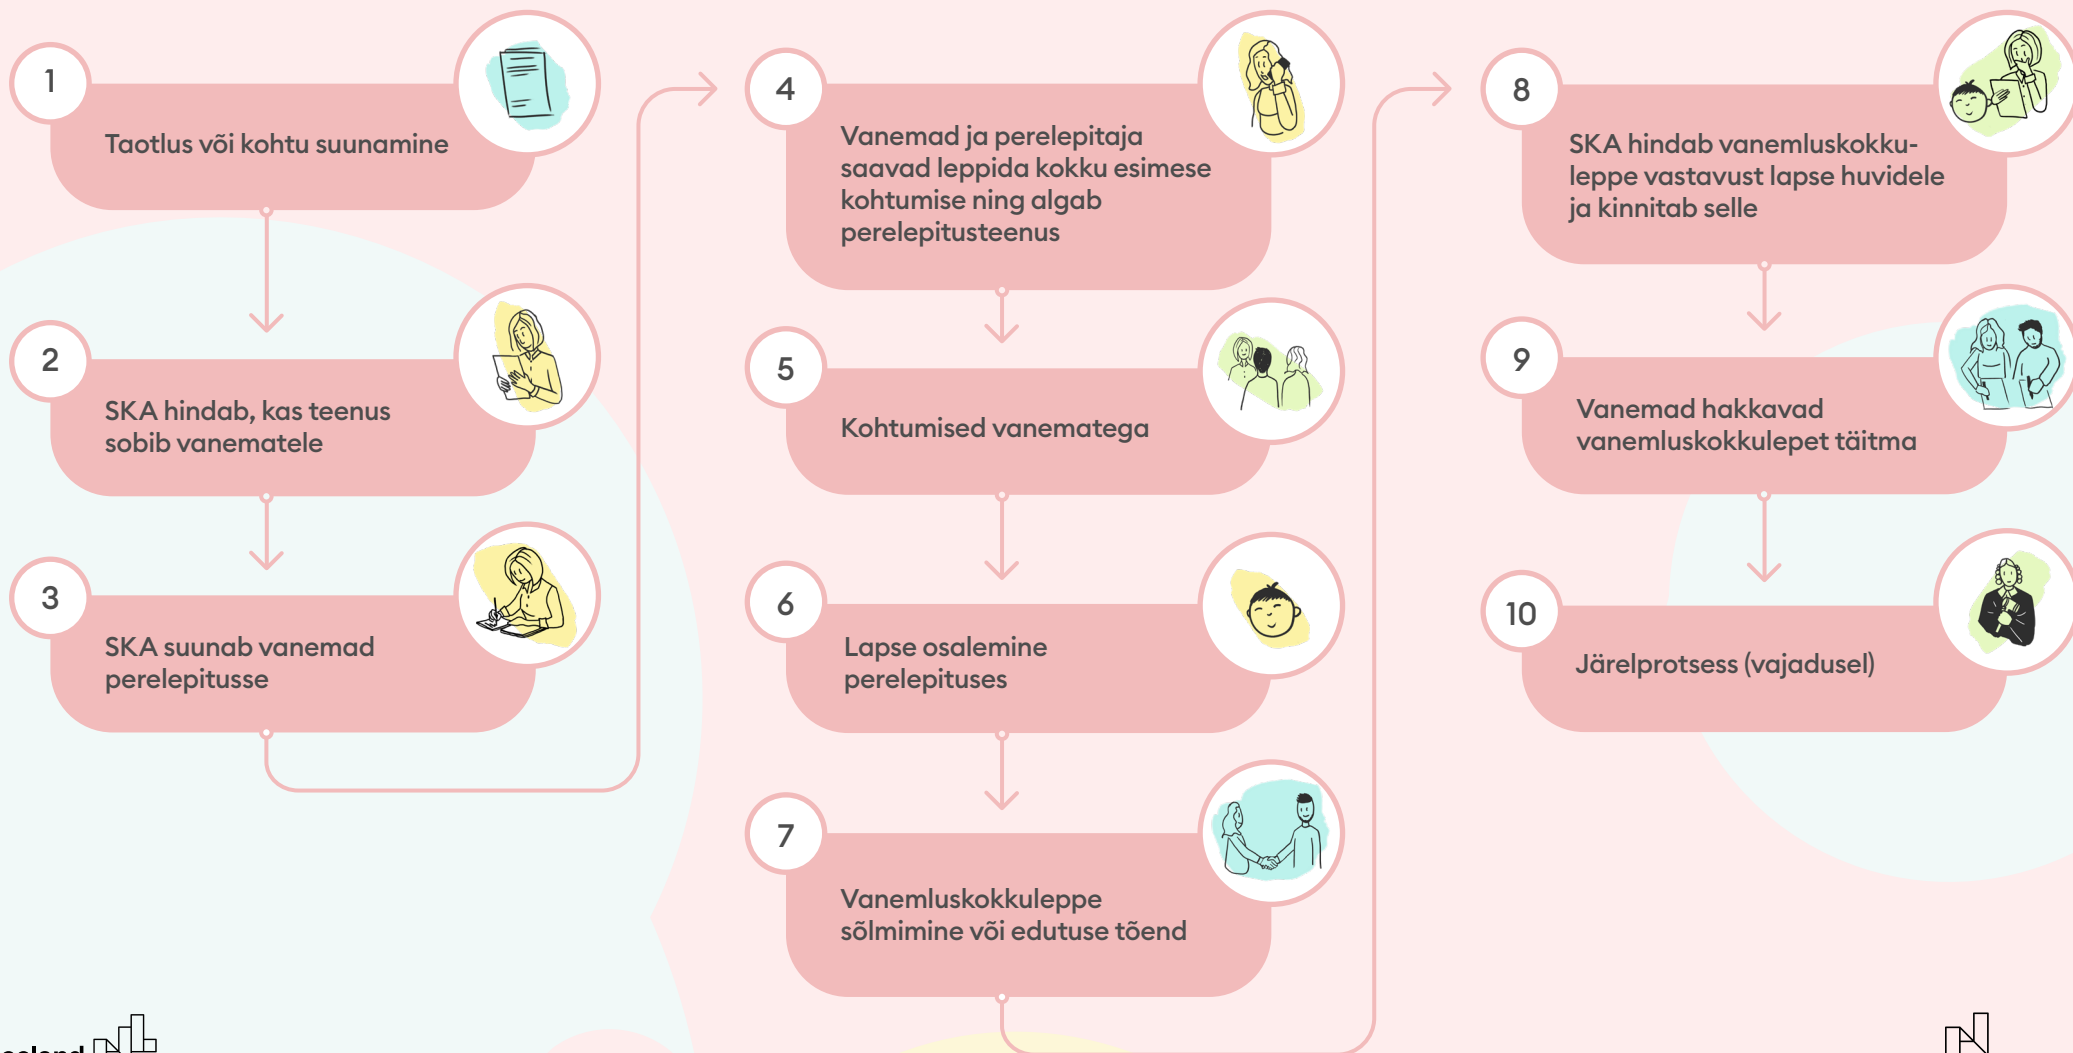 1
Taotlus või kohtu suunamine
2
SKA hindab, kas teenus
sobib vanematele
3
SKA suunab vanemad
perelepitusse
4
Vanemad ja perelepitaja
saavad leppida kokku esimese
kohtumise ning algab
perelepitusteenus
5
Kohtumised vanematega
6
Lapse osalemine
perelepituses
7
Vanemluskokkuleppe
sõlmimine või edutuse tõend
8
SKA hindab vanemluskokku-
leppe vastavust lapse huvidele
ja kinnitab selle
9
Vanemad hakkavad
vanemluskokkulepet täitma
10
Järelprotsess (vajadusel)